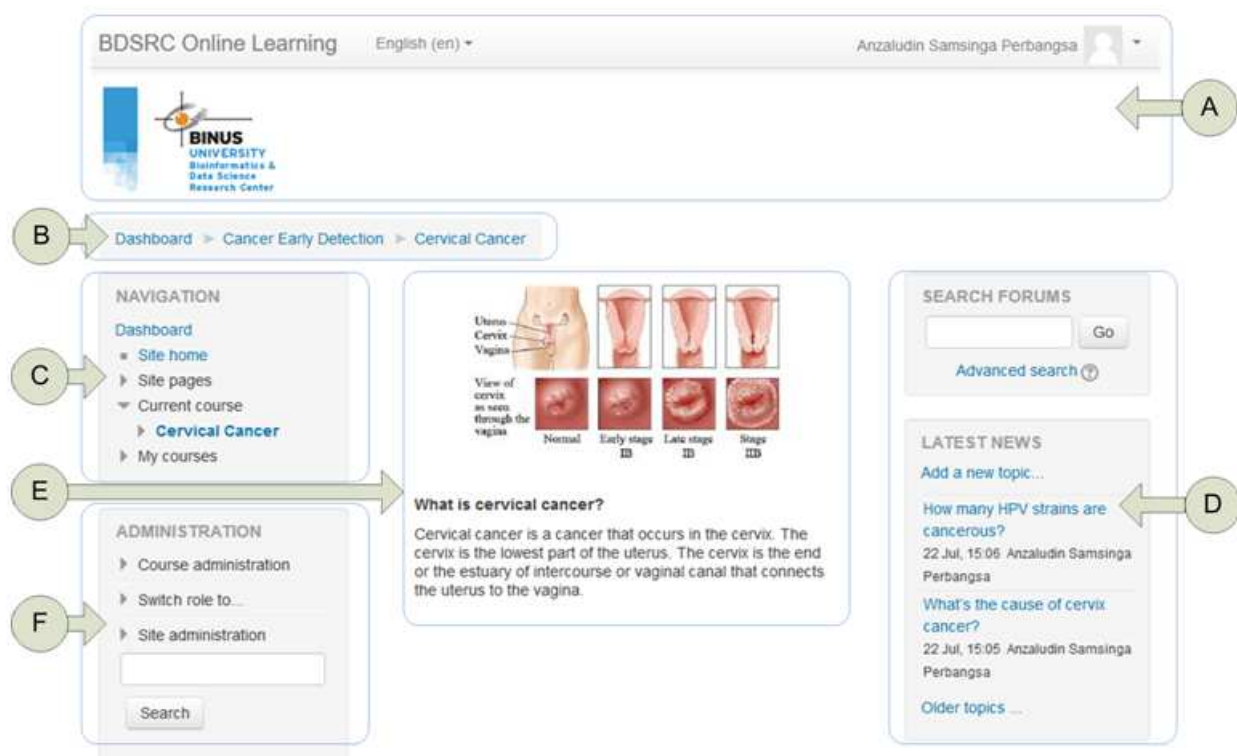 BDSRC Online Learning English (en) Anzaludin Samsinga Perbangsa
A
BINUS
UNIVERSITY
Bioinformatics &
Data Science
Research Center
B
Dashboard Cancer Early Detection Cervical Cancer
NAVIGATION
Dashboard
Site home
C
Site pages
Current course
Cervical Cancer
My courses
E
ADMINISTRATION
Course administration
Switch role to...
F
Site administration
Search
Uterus
Cervix
Vagina
View of
cervix
as seen
through the
vagina
Normal Early stage Late stage Stage
IB IB IIB
What is cervical cancer?
Cervical cancer is a cancer that occurs in the cervix. The
cervix is the lowest part of the uterus. The cervix is the end
or the estuary of intercourse or vaginal canal that connects
the uterus to the vagina.
SEARCH FORUMS
Go
Advanced search ?
LATEST NEWS
Add a new topic...
D
How many HPV strains are
cancerous?
22 Jul, 15:06 Anzaludin Samsinga
Perbangsa
What's the cause of cervix
cancer?
22 Jul, 15:05 Anzaludin Samsinga
Perbangsa
Older topics ...